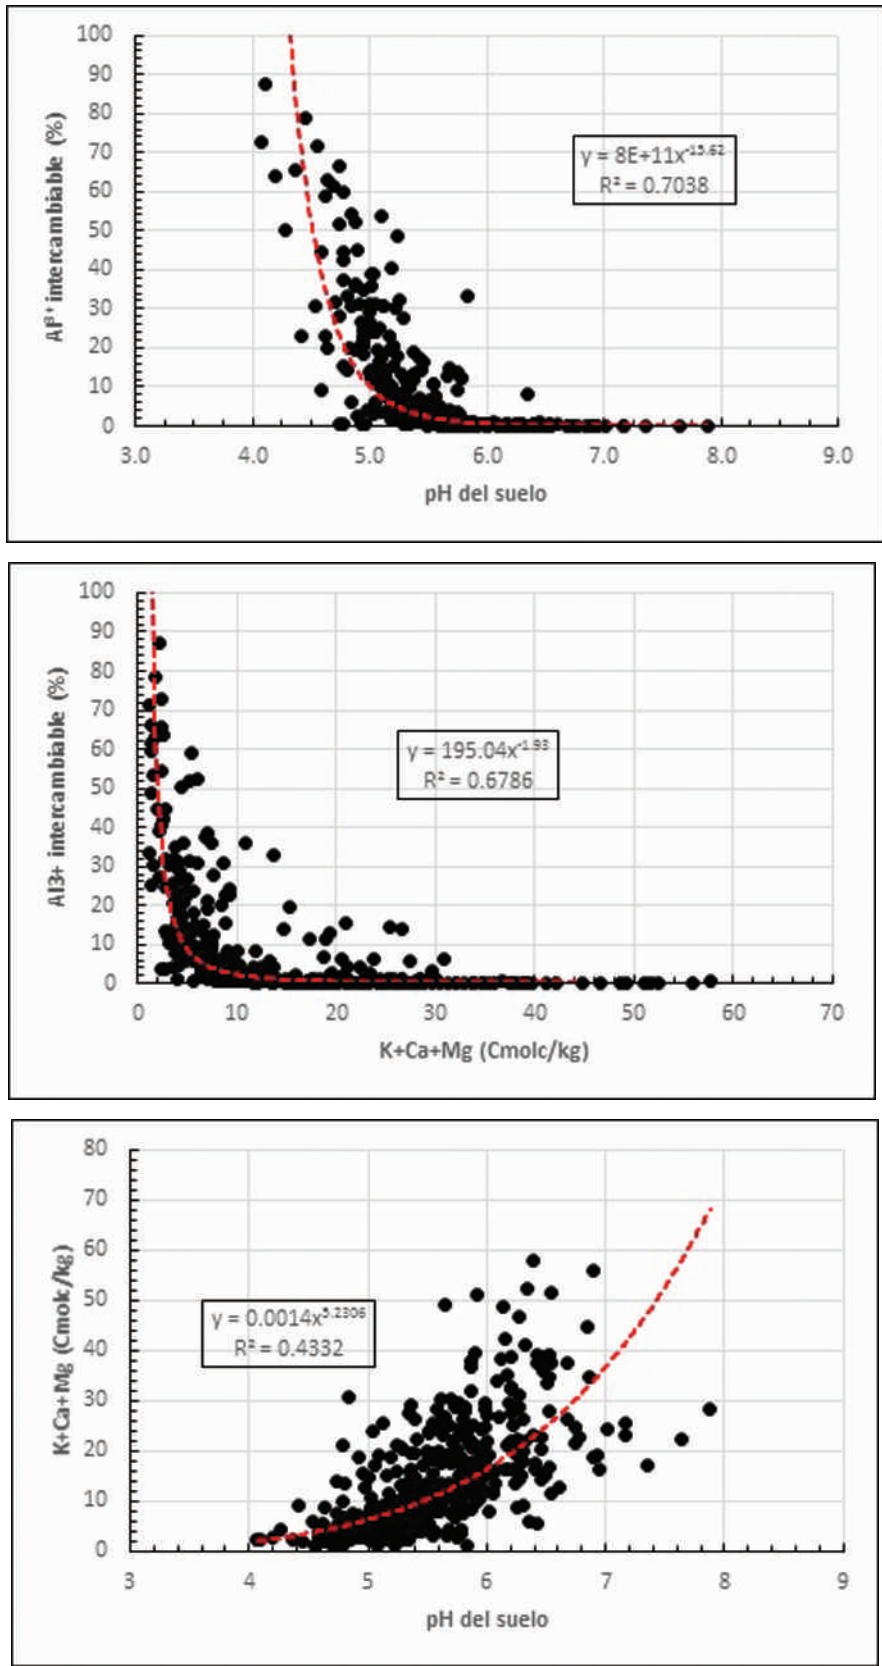 100
90
80
70
60
50
40
30
20
10
0
Al³⁺ intercambiable (%)
y = 8E+11x^-15.62
R² = 0.7038
3.0 4.0 5.0 6.0 7.0 8.0 9.0
pH del suelo
100
90
80
70
60
50
40
30
20
10
0
Al3+ intercambiable (%)
y = 195.04x^-1.93
R² = 0.6786
0 10 20 30 40 50 60 70
K+Ca+Mg (Cmolc/kg)
80
70
60
50
40
30
20
10
0
K+Ca+Mg (Cmolc/kg)
y = 0.0014x^5.2306
R² = 0.4332
3 4 5 6 7 8 9
pH del suelo